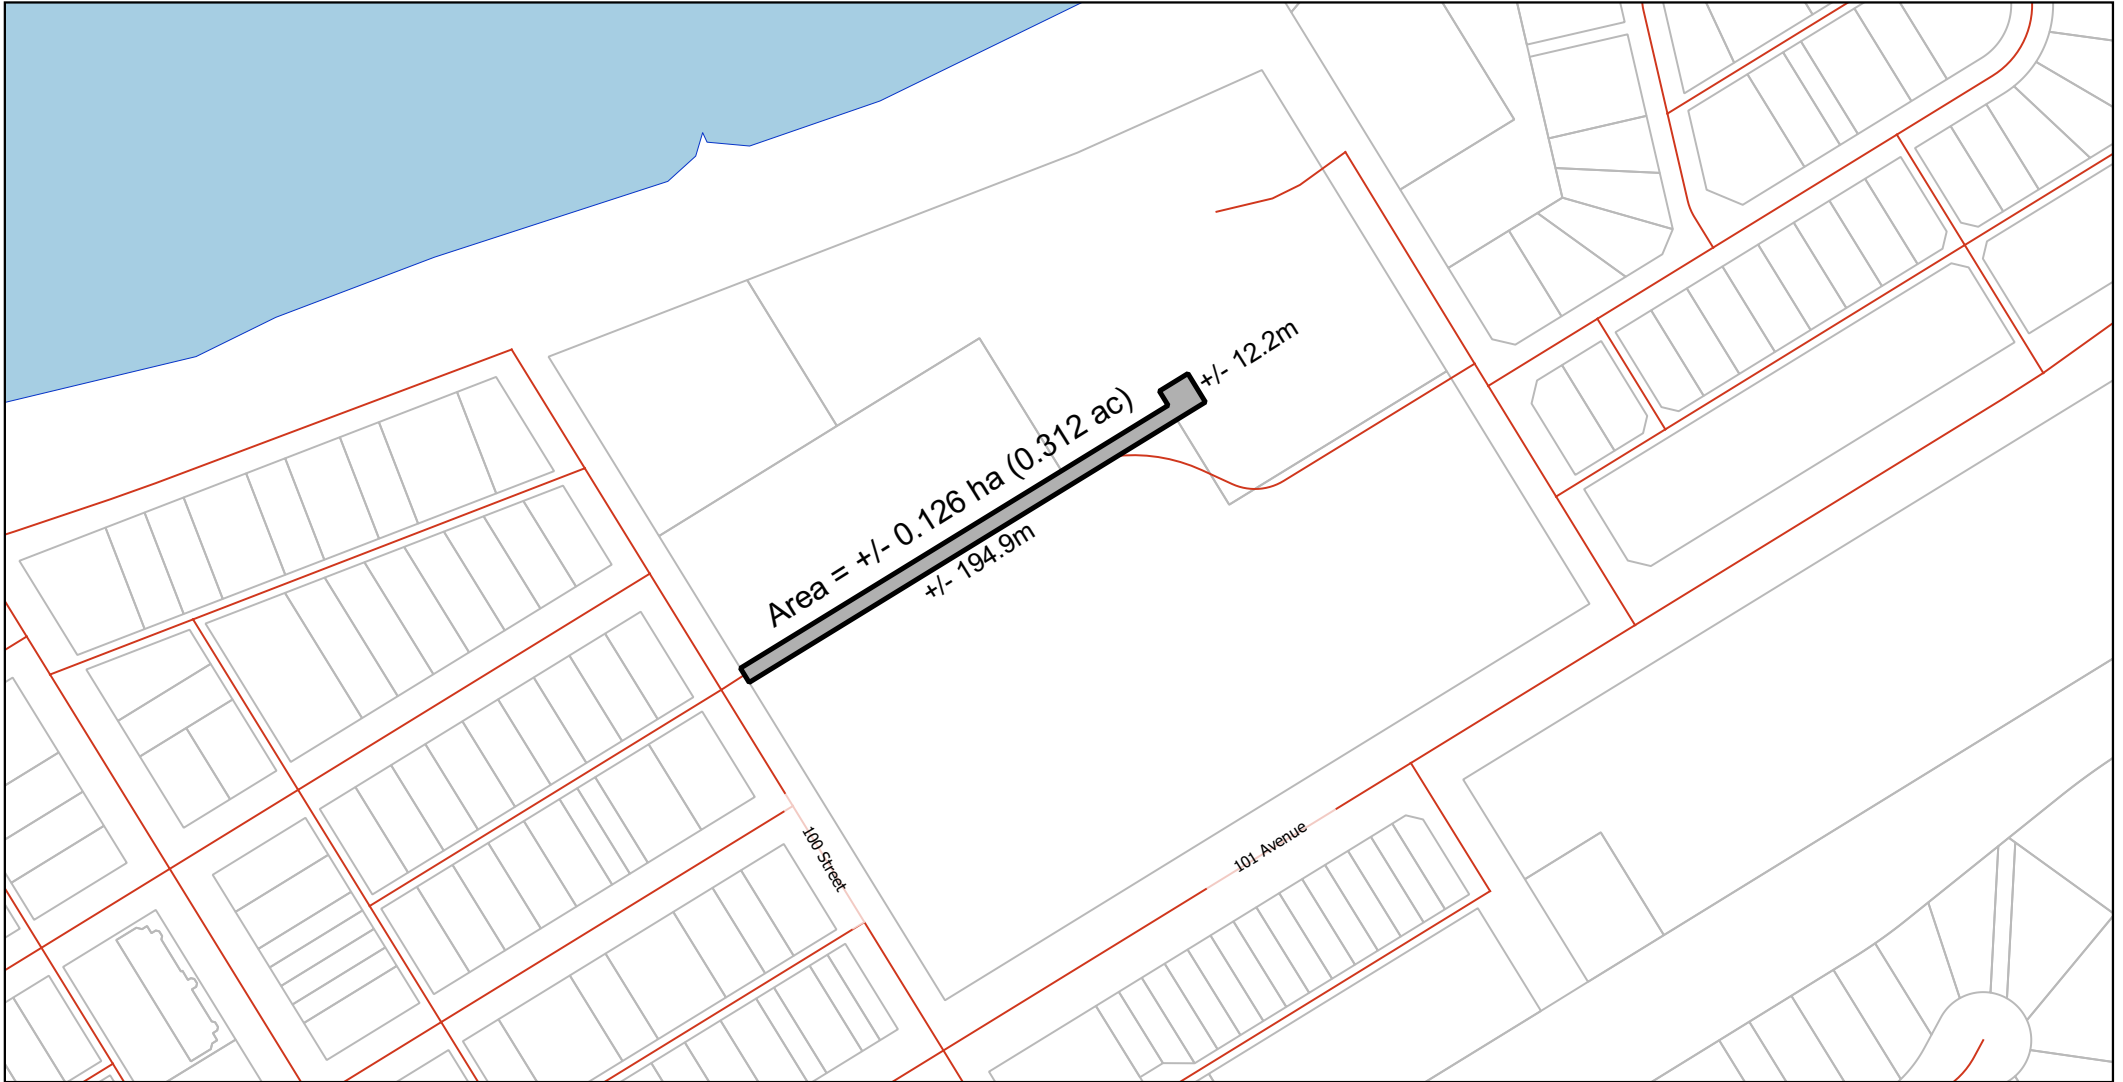 +/- 12.2m
Area = +/- 0.126 ha (0.312 ac)
+/- 194.9m
100 Street
101 Avenue